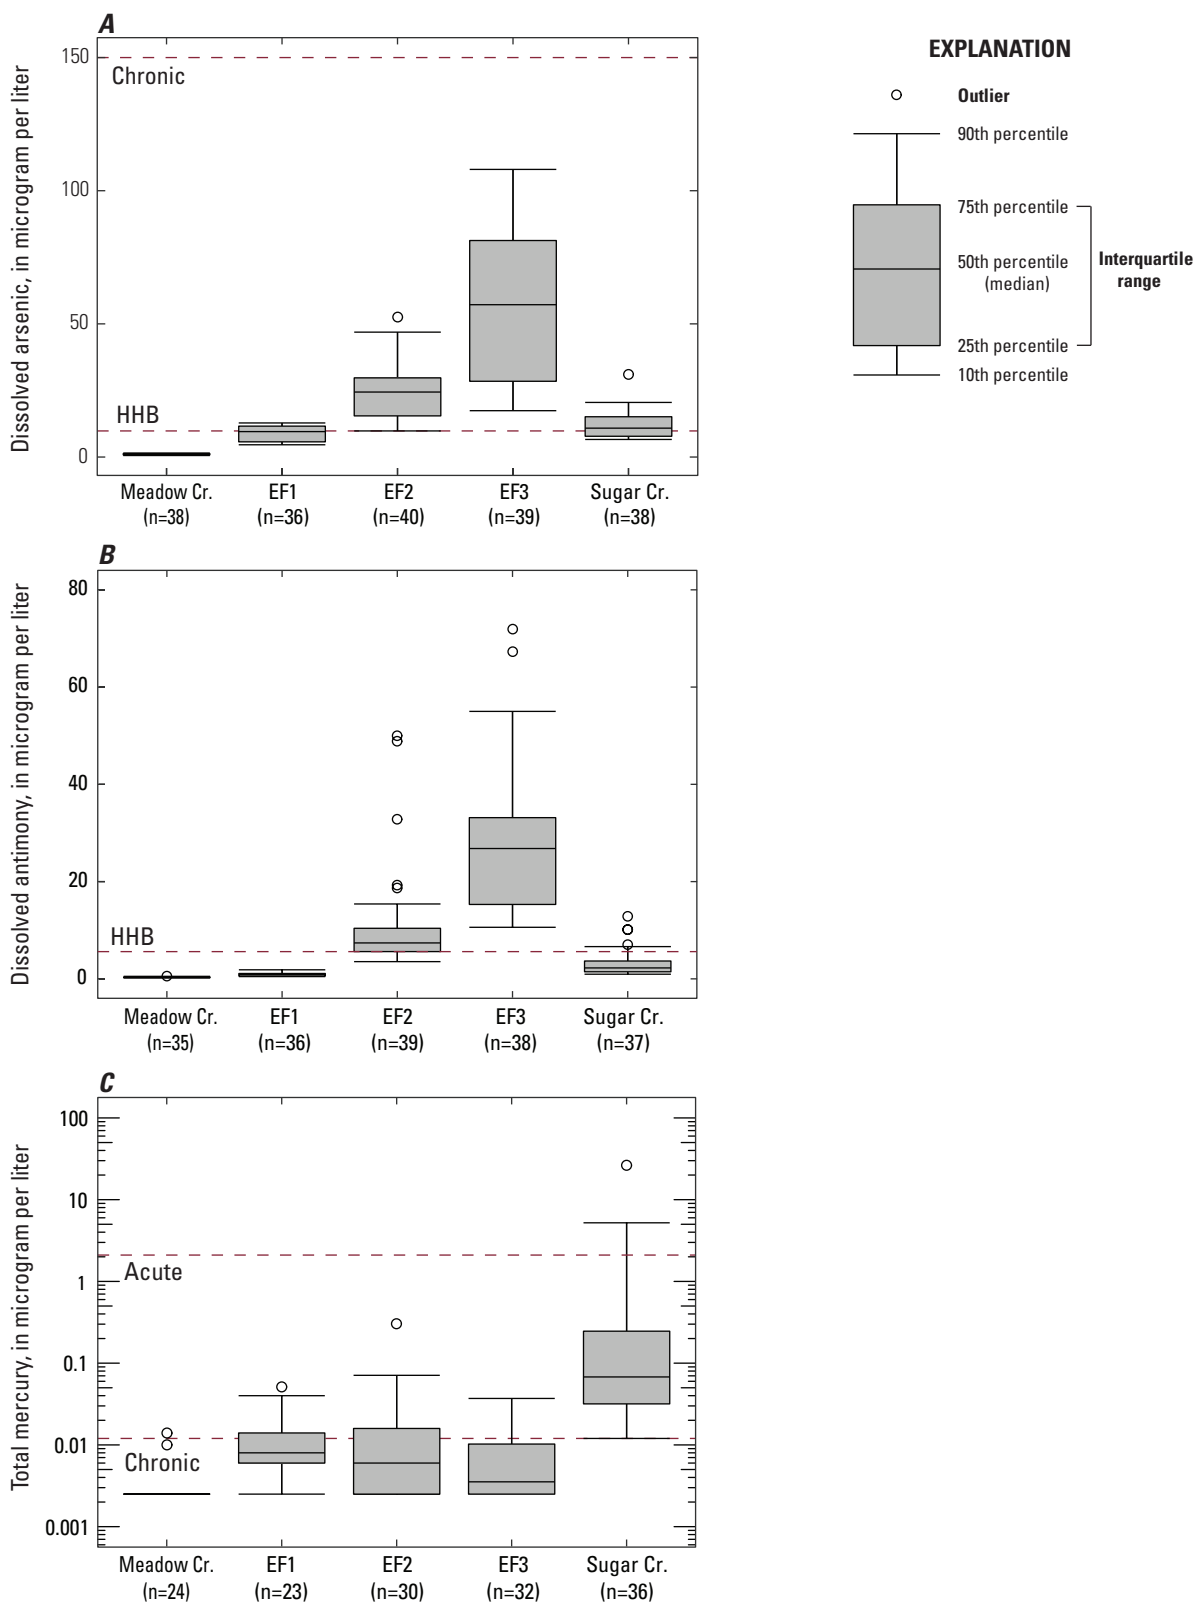 A
Dissolved arsenic, in microgram per liter
150
100
50
0
Chronic
HHB
Meadow Cr. EF1 EF2 EF3 Sugar Cr.
(n=38) (n=36) (n=40) (n=39) (n=38)
EXPLANATION
Outlier
90th percentile
75th percentile
50th percentile
(median)
Interquartile
range
25th percentile
10th percentile
B
Dissolved antimony, in microgram per liter
80
60
40
20
0
HHB
Meadow Cr. EF1 EF2 EF3 Sugar Cr.
(n=35) (n=36) (n=39) (n=38) (n=37)
C
Total mercury, in microgram per liter
100
10
1
0.1
0.01
0.001
Acute
Chronic
Meadow Cr. EF1 EF2 EF3 Sugar Cr.
(n=24) (n=23) (n=30) (n=32) (n=36)